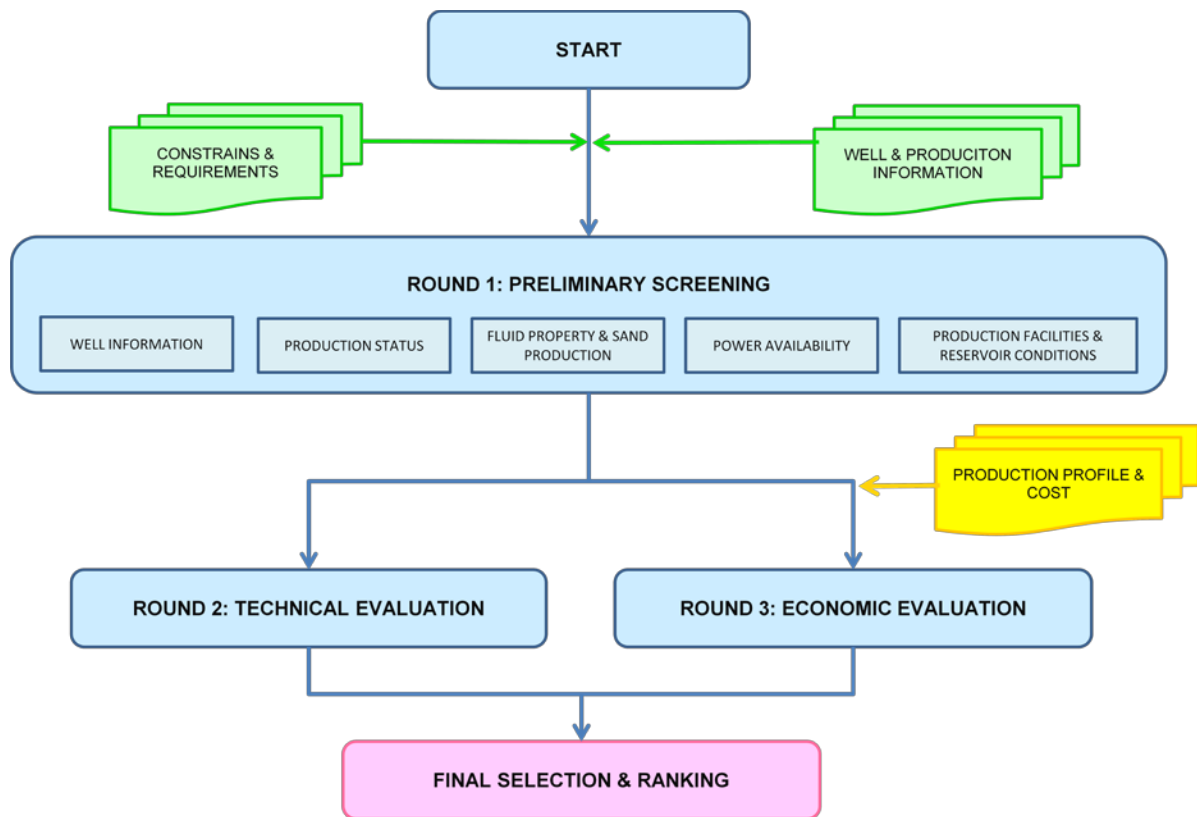 START
CONSTRAINS &
REQUIREMENTS
WELL & PRODUCITON
INFORMATION
ROUND 1: PRELIMINARY SCREENING
WELL INFORMATION
PRODUCTION STATUS
FLUID PROPERTY & SAND
PRODUCTION
POWER AVAILABILITY
PRODUCTION FACILITIES &
RESERVOIR CONDITIONS
PRODUCTION PROFILE &
COST
ROUND 2: TECHNICAL EVALUATION
ROUND 3: ECONOMIC EVALUATION
FINAL SELECTION & RANKING